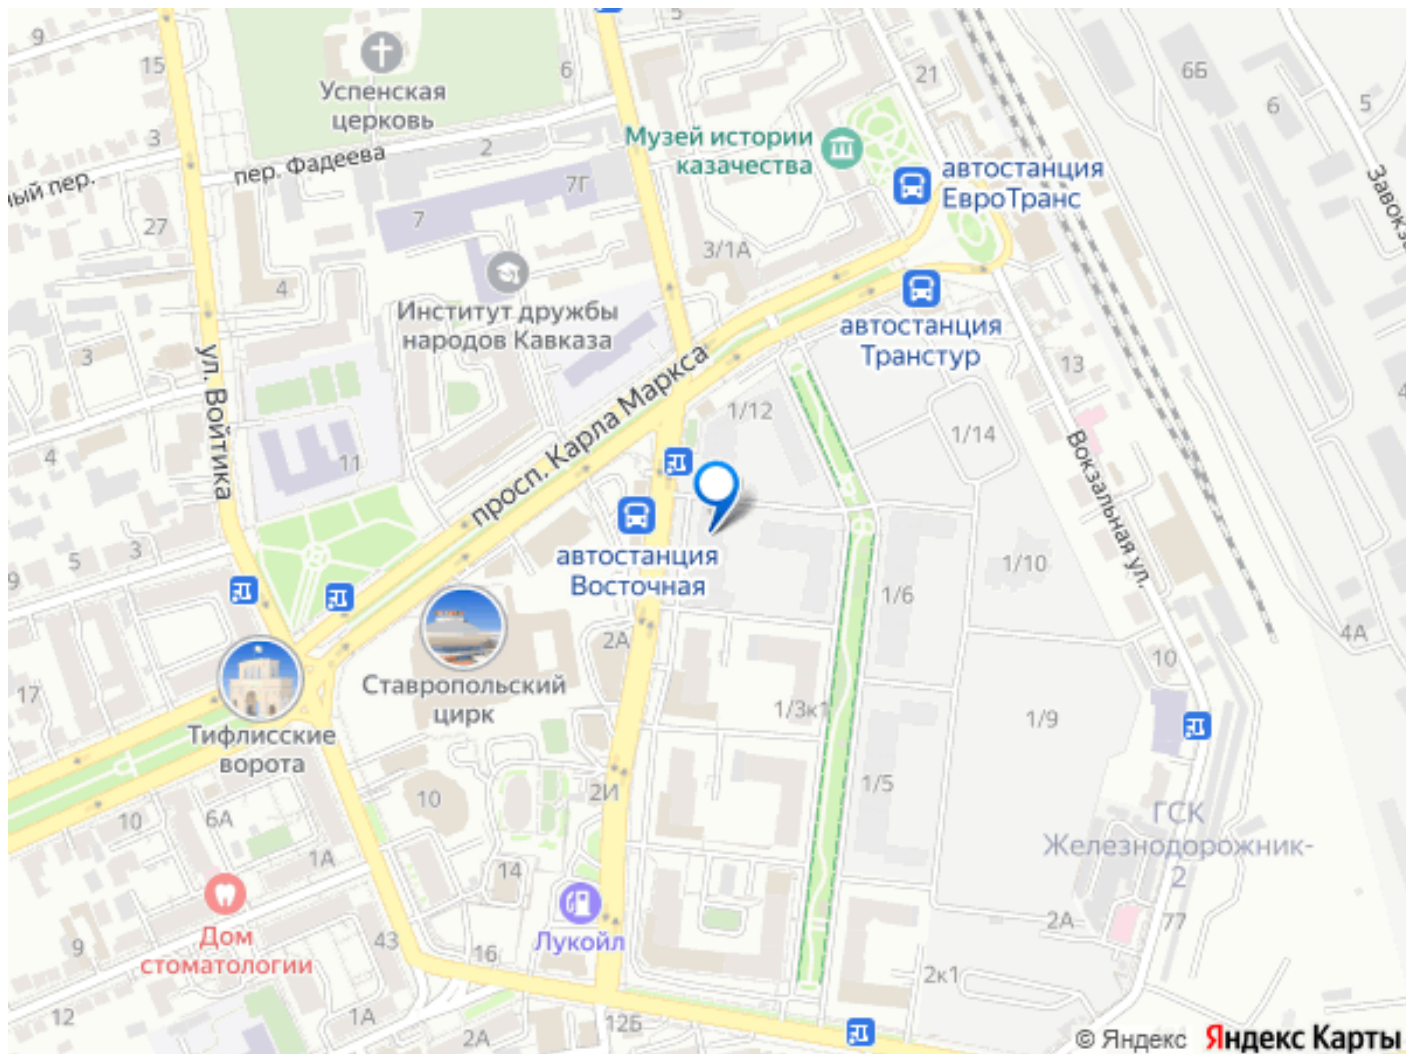 5
9
15
6
21
6Б
6
5
Успенская
церковь
3
2
Музей истории
казачества
автостанция
ЕвроТранс
пер. Фадеева
ный пер.
7Г
7
27
3/1А
4
Институт дружбы
народов Кавказа
автостанция
Транстур
3
13
ул. Войтика
просп. Карла Маркса
1/12
1/14
4
11
Вокзальная ул.
3
5
9
автостанция
Восточная
1/10
1/6
2А
4А
10
17
Ставропольский
цирк
1/3к1
1/9
Тифлисские
ворота
10
6А
10
2И
1/5
ГСК
Железнодорожник-
2
1А
14
Дом
стоматологии
9
43
16
Лукойл
2А
77
2к1
12
1А
2А
12Б
© Яндекс Яндекс Карты